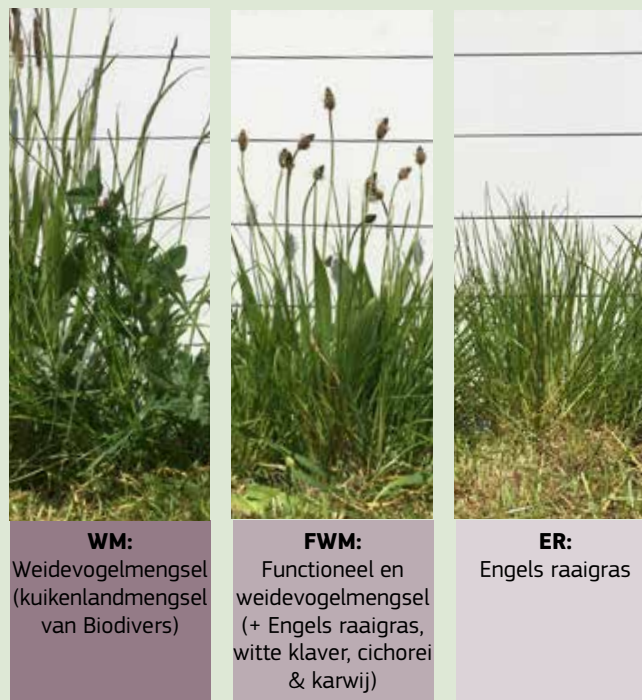 WM:
Weidevogelmengsel
(kuikenlandmengsel
van Biodivers)
FWM:
Functioneel en
weidevogelmengsel
(+ Engels raaigras,
witte klaver, cichorei
& karwij)
ER:
Engels raaigras